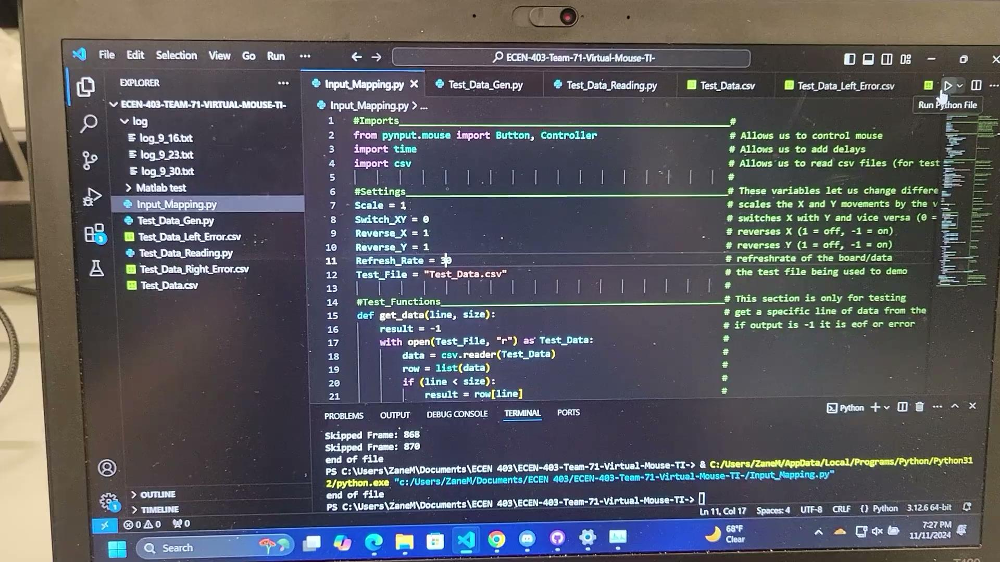 File Edit Selection View Go Run ...
ECEN-403-Team-71-Virtual-Mouse-TI-
EXPLORER
Input_Mapping.py
Test_Data_Gen.py
Test_Data_Reading.py
Test_Data.csv
Test_Data_Left_Error.csv
Run Python File
ECEN-403-TEAM-71-VIRTUAL-MOUSE-TI-
log
log_9_16.txt
log_9_23.txt
log_9_30.txt
Matlab test
Input_Mapping.py
Test_Data_Gen.py
Test_Data_Left_Error.csv
Test_Data_Reading.py
Test_Data_Right_Error.csv
Test_Data.csv
OUTLINE
TIMELINE
Input_Mapping.py > ...
1 #Imports #
2 from pynput.mouse import Button, Controller # Allows us to control mouse
3 import time # Allows us to add delays
4 import csv # Allows us to read csv files (for test
5 #
6 #Settings # These variables let us change differe
7 Scale = 1 # scales the X and Y movements by the v
8 Switch_XY = 0 # switches X with Y and vice versa (0 =
9 Reverse_X = 1 # reverses X (1 = off, -1 = on)
10 Reverse_Y = 1 # reverses Y (1 = off, -1 = on)
11 Refresh_Rate = 30 # refreshrate of the board/data
12 Test_File = "Test_Data.csv" # the test file being used to demo
13 #
14 #Test_Functions # This section is only for testing
15 def get_data(line, size): # get a specific line of data from the
16 result = -1 # if output is -1 it is eof or error
17 with open(Test_File, "r") as Test_Data: #
18 data = csv.reader(Test_Data) #
19 row = list(data) #
20 if (line < size): #
21 result = row[line] #
PROBLEMS OUTPUT DEBUG CONSOLE TERMINAL PORTS
Python
Skipped Frame: 868
Skipped Frame: 870
end of file
PS C:\Users\ZaneM\Documents\ECEN 403\ECEN-403-Team-71-Virtual-Mouse-TI-> & C:/Users/ZaneM/AppData/Local/Programs/Python/Python31
2/python.exe "c:/Users/ZaneM/Documents/ECEN 403/ECEN-403-Team-71-Virtual-Mouse-TI-/Input_Mapping.py"
end of file
PS C:\Users\ZaneM\Documents\ECEN 403\ECEN-403-Team-71-Virtual-Mouse-TI->
0 0 0
Ln 11, Col 17 Spaces: 4 UTF-8 CRLF {} Python 3.12.6 64-bit
Search
68°F
Clear
7:27 PM
11/11/2024